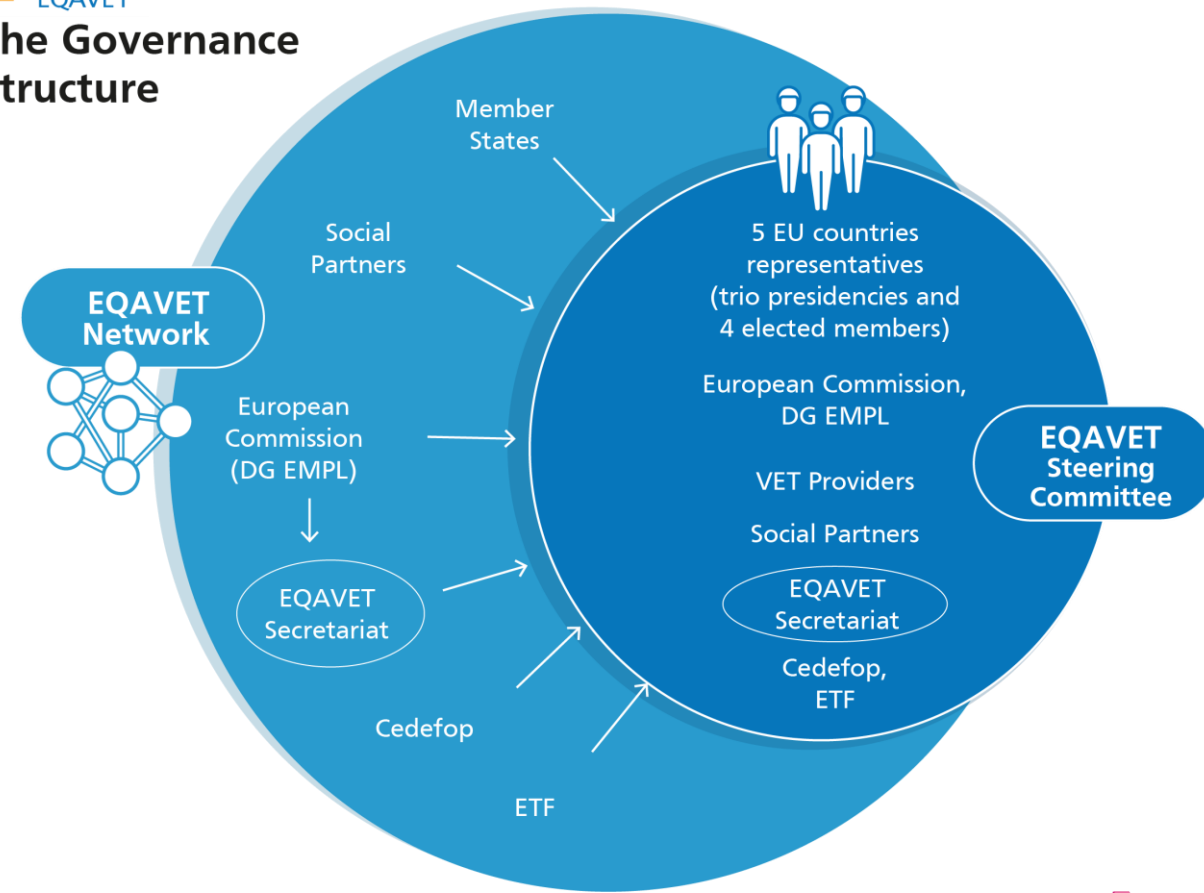 EQAVET
he Governance
tructure
Member
States
Social
Partners
EQAVET
Network
European
Commission
(DG EMPL)
EQAVET
Secretariat
Cedefop
ETF
5 EU countries
representatives
(trio presidencies and
4 elected members)
European Commission,
DG EMPL
VET Providers
Social Partners
EQAVET
Secretariat
Cedefop,
ETF
EQAVET
Steering
Committee